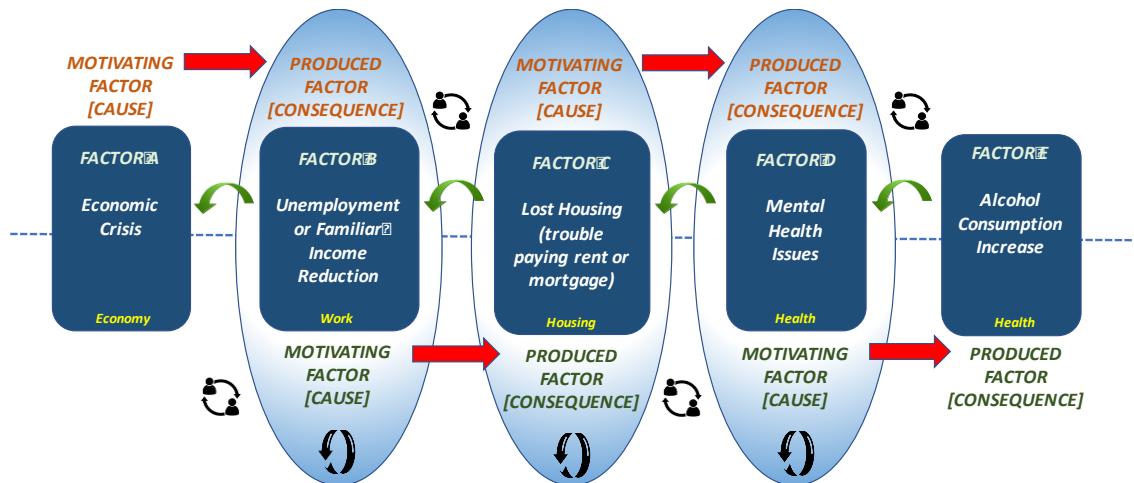 MOTIVATING
FACTOR
[CAUSE]
FACTOR A
Economic
Crisis
Economy
PRODUCED
FACTOR
[CONSEQUENCE]
FACTOR B
Unemployment
or Familiar
Income
Reduction
Work
MOTIVATING
FACTOR
[CAUSE]
MOTIVATING
FACTOR
[CAUSE]
FACTOR C
Lost Housing
(trouble
paying rent or
mortgage)
Housing
PRODUCED
FACTOR
[CONSEQUENCE]
PRODUCED
FACTOR
[CONSEQUENCE]
FACTOR D
Mental
Health
Issues
Health
MOTIVATING
FACTOR
[CAUSE]
FACTOR E
Alcohol
Consumption
Increase
Health
PRODUCED
FACTOR
[CONSEQUENCE]